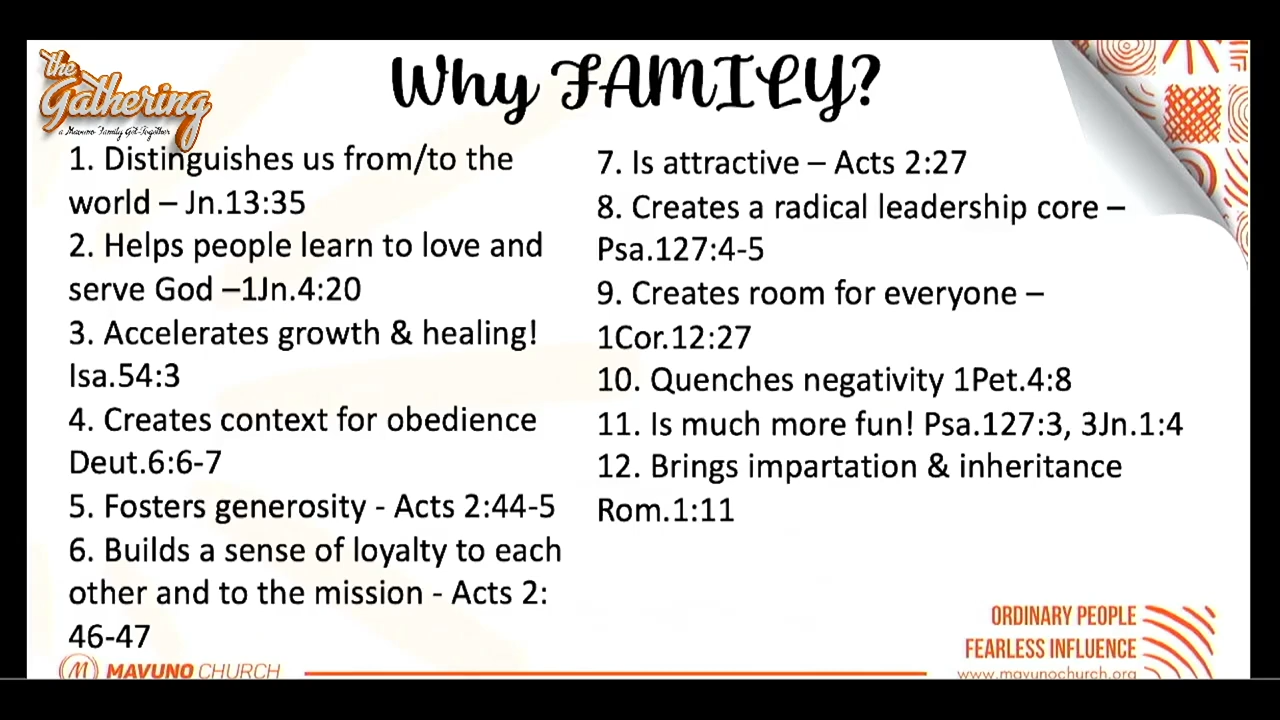 the
Gathering
a Mavuno Family Get-Together
Why FAMILY?
1. Distinguishes us from/to the
world – Jn.13:35
2. Helps people learn to love and
serve God –1Jn.4:20
3. Accelerates growth & healing!
Isa.54:3
4. Creates context for obedience
Deut.6:6-7
5. Fosters generosity - Acts 2:44-5
6. Builds a sense of loyalty to each
other and to the mission - Acts 2:
46-47
7. Is attractive – Acts 2:27
8. Creates a radical leadership core –
Psa.127:4-5
9. Creates room for everyone –
1Cor.12:27
10. Quenches negativity 1Pet.4:8
11. Is much more fun! Psa.127:3, 3Jn.1:4
12. Brings impartation & inheritance
Rom.1:11
MAVUNO CHURCH
ORDINARY PEOPLE
FEARLESS INFLUENCE
www.mavunochurch.org